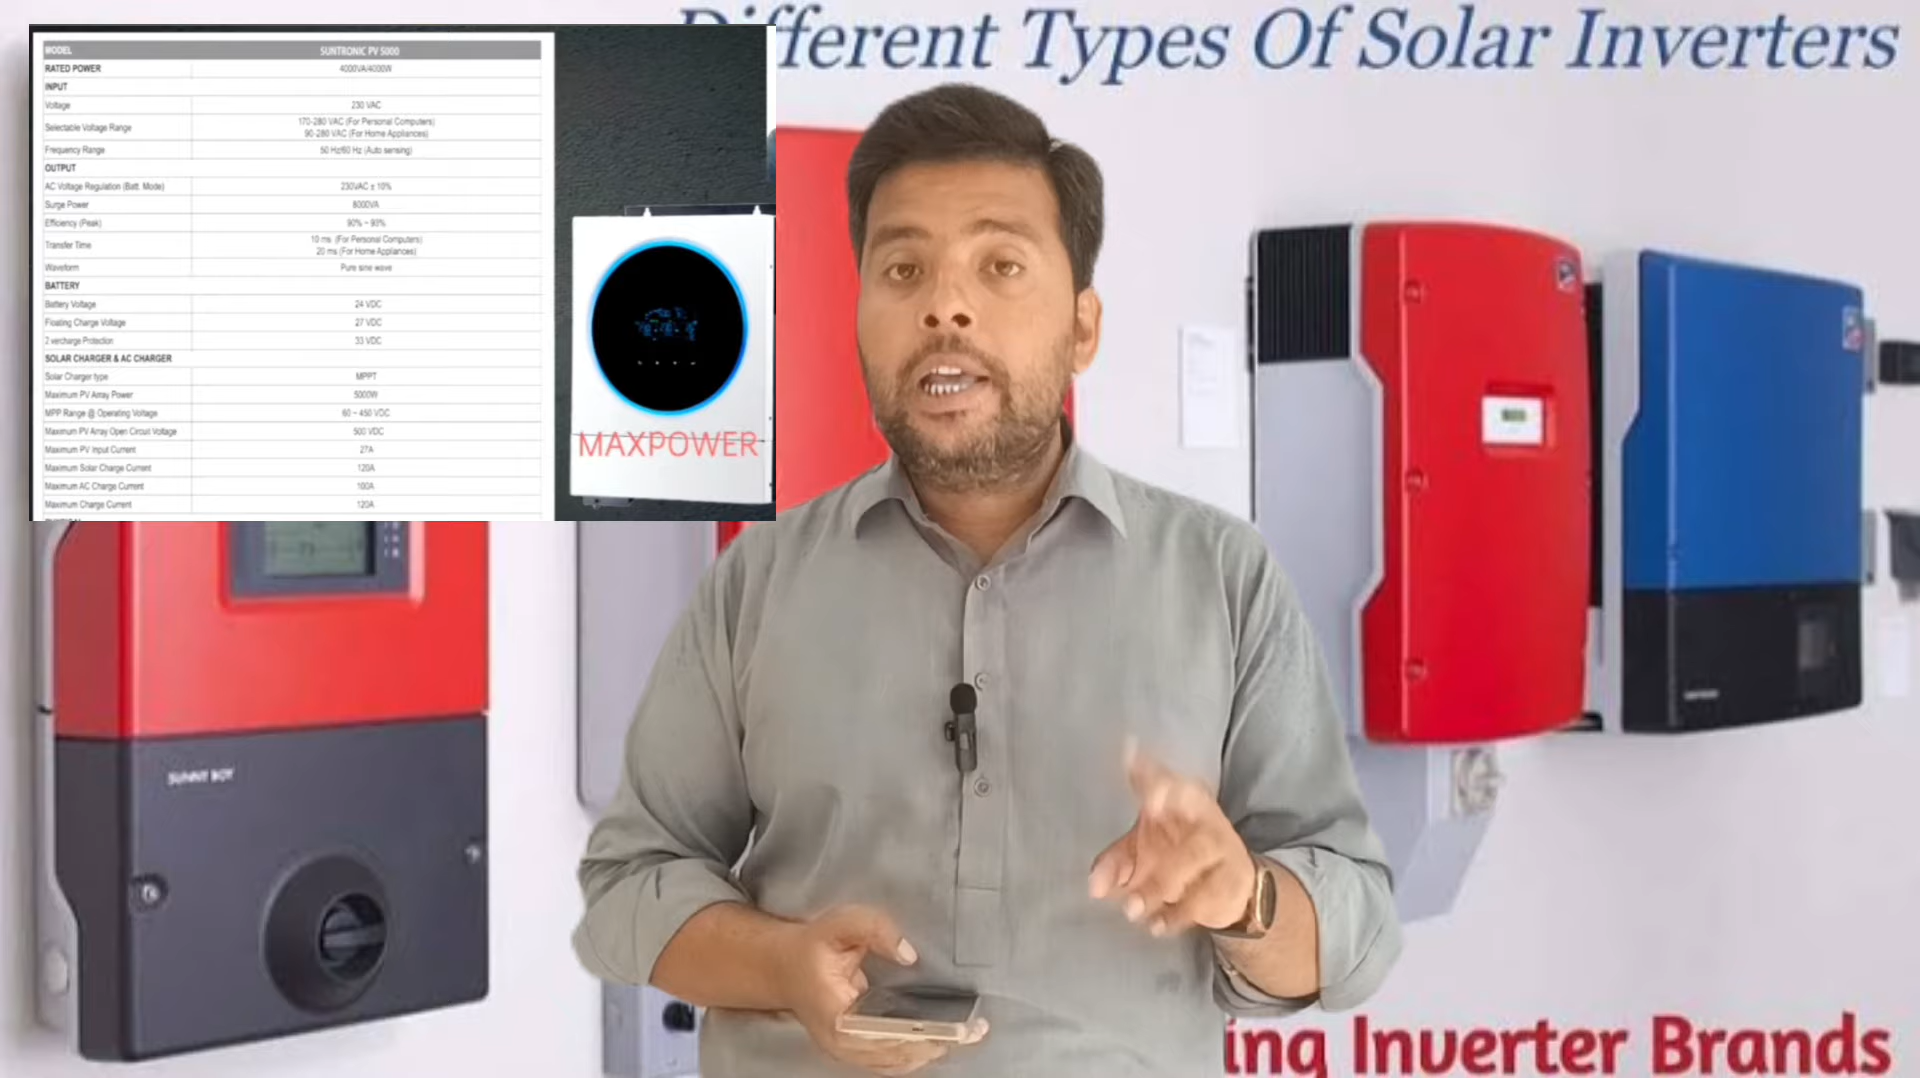 Different Types Of Solar Inverters
MODEL SUNTRONIC PV 5000
RATED POWER 4000VA/4000W
INPUT
Voltage 230 VAC
Selectable Voltage Range 170-280 VAC (For Personal Computers)
90-280 VAC (For Home Appliances)
Frequency Range 50 Hz/60 Hz (Auto sensing)
OUTPUT
AC Voltage Regulation (Batt. Mode) 230VAC ± 10%
Surge Power 8000VA
Efficiency (Peak) 90% ~ 93%
Transfer Time 10 ms (For Personal Computers)
20 ms (For Home Appliances)
Waveform Pure sine wave
BATTERY
Battery Voltage 24 VDC
Floating Charge Voltage 27 VDC
2 vercharge Protection 33 VDC
SOLAR CHARGER & AC CHARGER
Solar Charger type MPPT
Maximum PV Array Power 5000W
MPP Range @ Operating Voltage 60 ~ 450 VDC
Maximum PV Array Open Circuit Voltage 500 VDC
Maximum PV Input Current 27A
Maximum Solar Charge Current 120A
Maximum AC Charge Current 100A
Maximum Charge Current 120A
MAXPOWER
SUNNY BOY
ing Inverter Brands